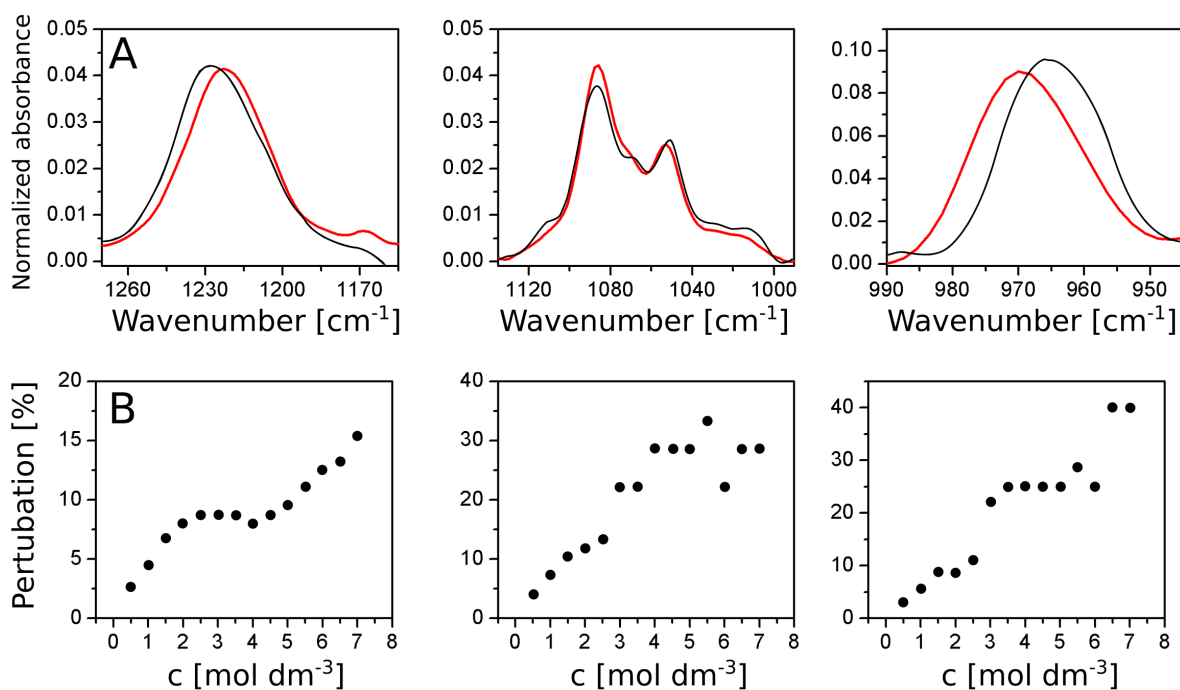 A
Normalized absorbance
0.05
0.04
0.03
0.02
0.01
0.00
1260 1230 1200 1170
Wavenumber [cm-1]
0.05
0.04
0.03
0.02
0.01
0.00
1120 1080 1040 1000
Wavenumber [cm-1]
0.10
0.08
0.06
0.04
0.02
0.00
990 980 970 960 950
Wavenumber [cm-1]
B
Pertubation [%]
20
15
10
5
0
0 1 2 3 4 5 6 7 8
c [mol dm-3]
40
30
20
10
0
0 1 2 3 4 5 6 7 8
c [mol dm-3]
40
30
20
10
0
0 1 2 3 4 5 6 7 8
c [mol dm-3]